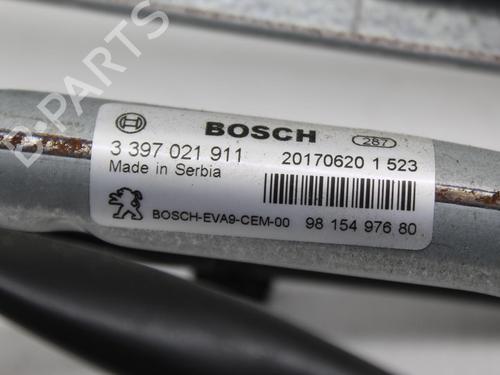 BOSCH
287
3 397 021 911
20170620 1 523
Made in Serbia
BOSCH-EVA9-CEM-00
98 154 976 80
B-PARTS